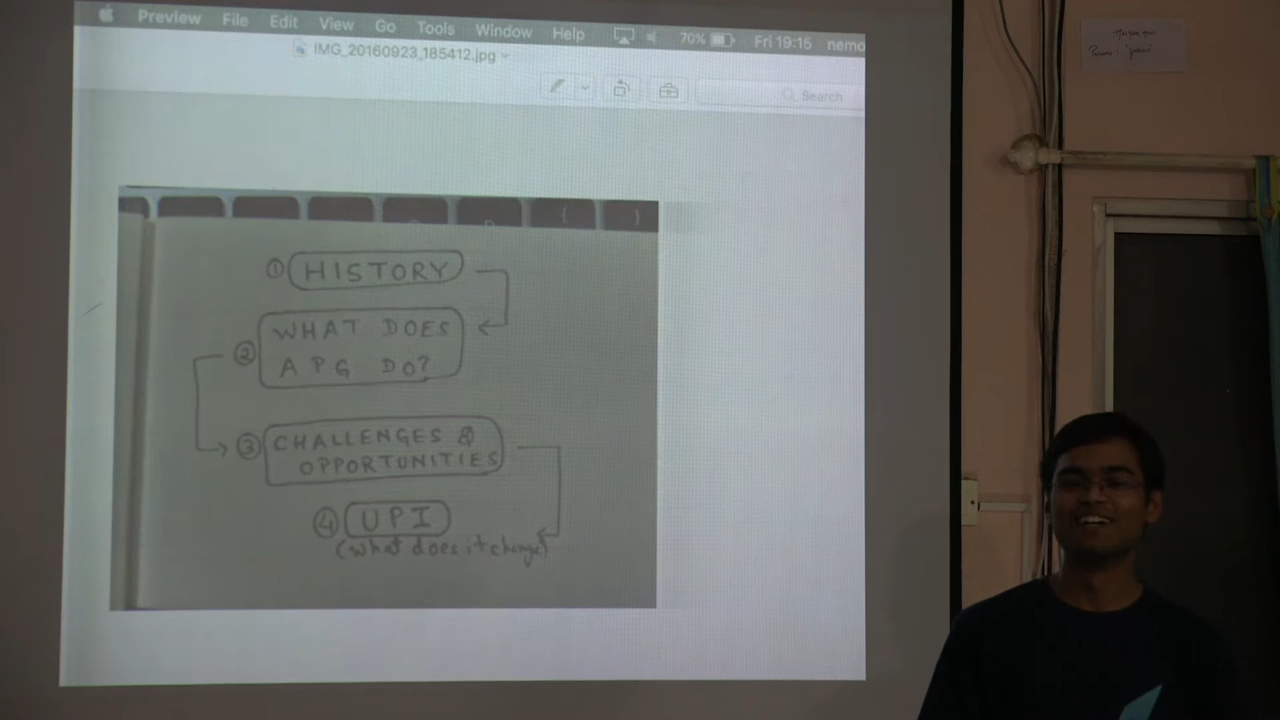 Preview File Edit View Go Tools Window Help 70% Fri 19:15 nemo
IMG_20160923_185412.jpg
Search
① HISTORY
② WHAT DOES
A PG DO?
③ CHALLENGES &
OPPORTUNITIES
④ UPI
(what does it change)